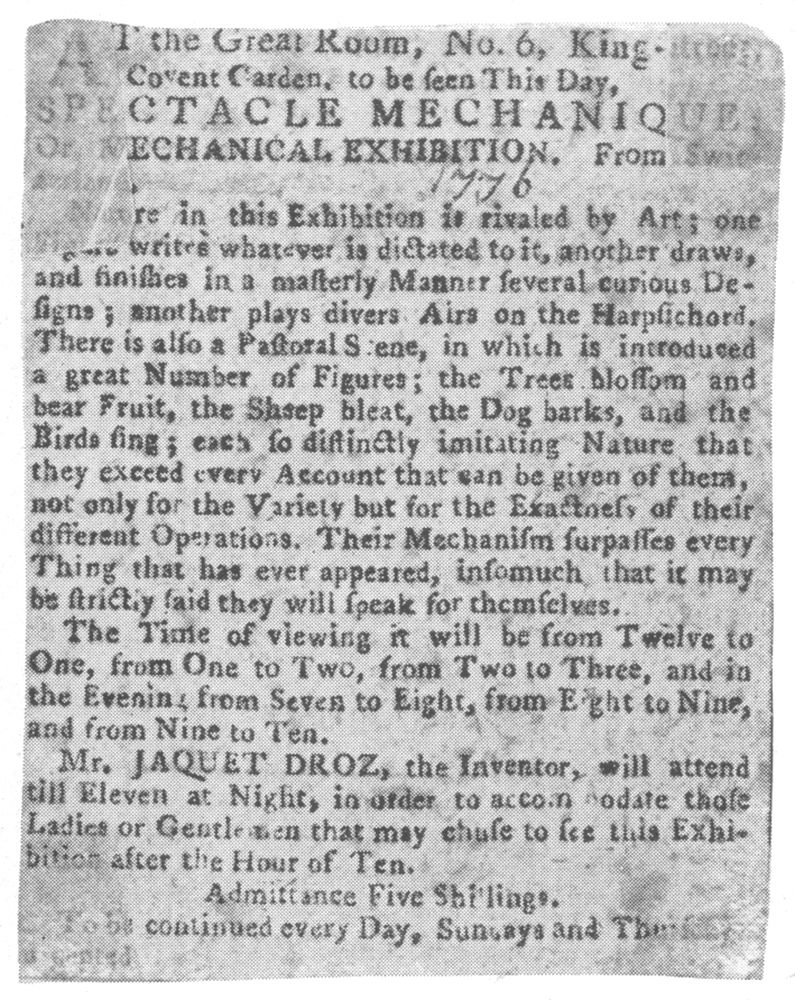 AT the Great Room, No. 6, King-street,
Covent Garden, to be ſeen This Day,
SPECTACLE MECHANIQUE;
Or MECHANICAL EXHIBITION. From Swit-
1776
Nature in this Exhibition is rivaled by Art; one
Figure writes whatever is dictated to it, another draws,
and finiſhes in a maſterly Manner ſeveral curious De-
ſigns; another plays divers Airs on the Harpſichord.
There is alſo a Paſtoral Scene, in which is introduced
a great Number of Figures; the Trees bloſſom and
bear Fruit, the Sheep bleat, the Dog barks, and the
Birds ſing; each ſo diſtinctly imitating Nature that
they exceed every Account that can be given of them,
not only for the Variety but for the Exactneſs of their
different Operations. Their Mechaniſm ſurpaſſes every
Thing that has ever appeared, inſomuch that it may
be ſtrictly ſaid they will ſpeak for themſelves.
The Time of viewing it will be from Twelve to
One, from One to Two, from Two to Three, and in
the Evening from Seven to Eight, from Eight to Nine,
and from Nine to Ten.
Mr. JAQUET DROZ, the Inventor, will attend
till Eleven at Night, in order to accommodate thoſe
Ladies or Gentlemen that may chuſe to ſee this Exhi-
bition after the Hour of Ten.
Admittance Five Shillings.
To be continued every Day, Sundays and